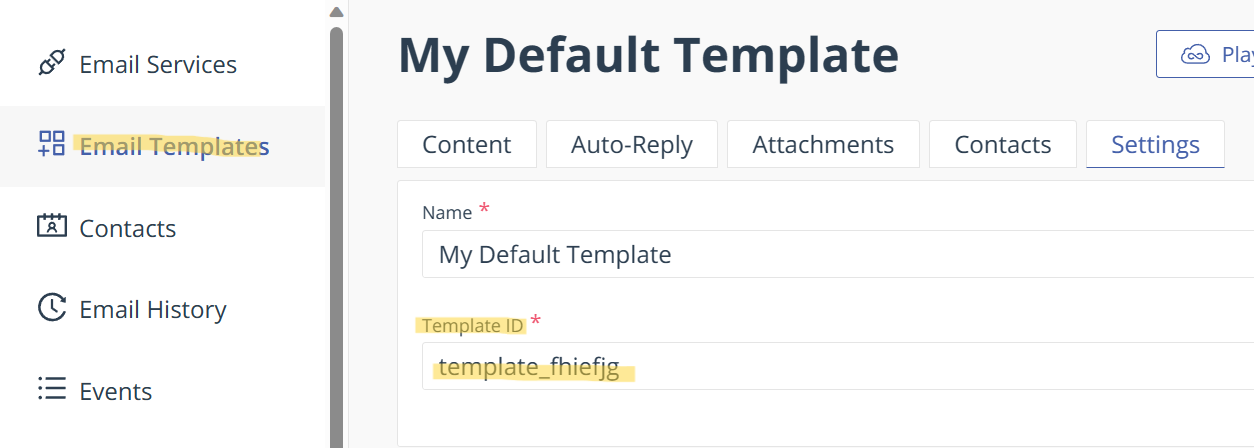 Email Services
Email Templates
Contacts
Email History
Events
My Default Template
Content Auto-Reply Attachments Contacts Settings
Name *
My Default Template
Template ID *
template_fhiefjg